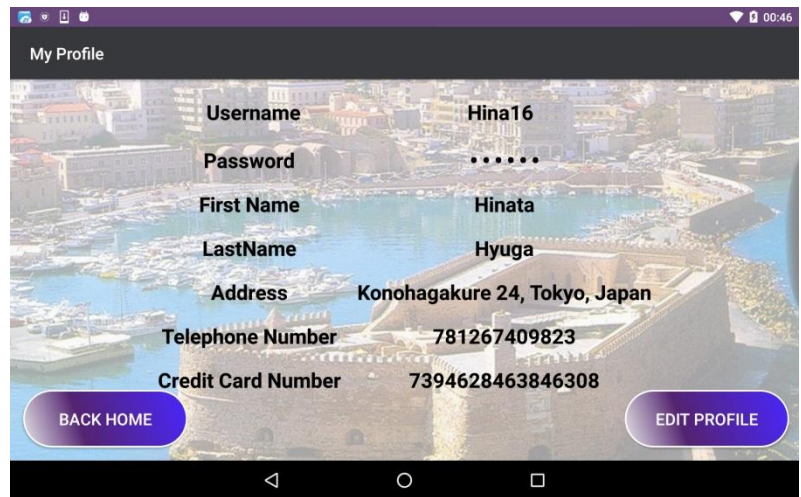 00:46
My Profile
Username Hina16
Password ••••••
First Name Hinata
LastName Hyuga
Address Konohagakure 24, Tokyo, Japan
Telephone Number 781267409823
Credit Card Number 7394628463846308
BACK HOME EDIT PROFILE